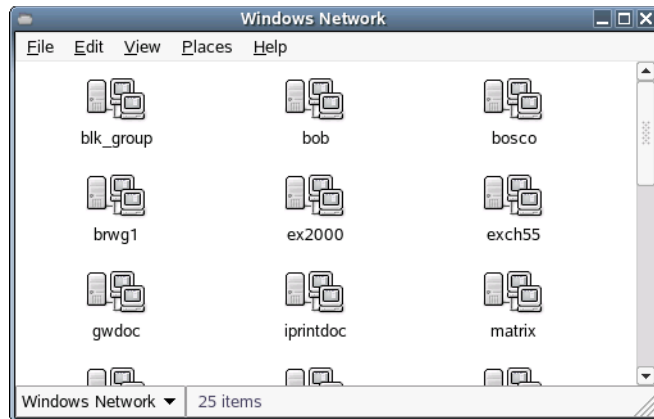 Windows Network
File Edit View Places Help
blk_group bob bosco
brwg1 ex2000 exch55
gwdoc iprintdoc matrix
Windows Network 25 items